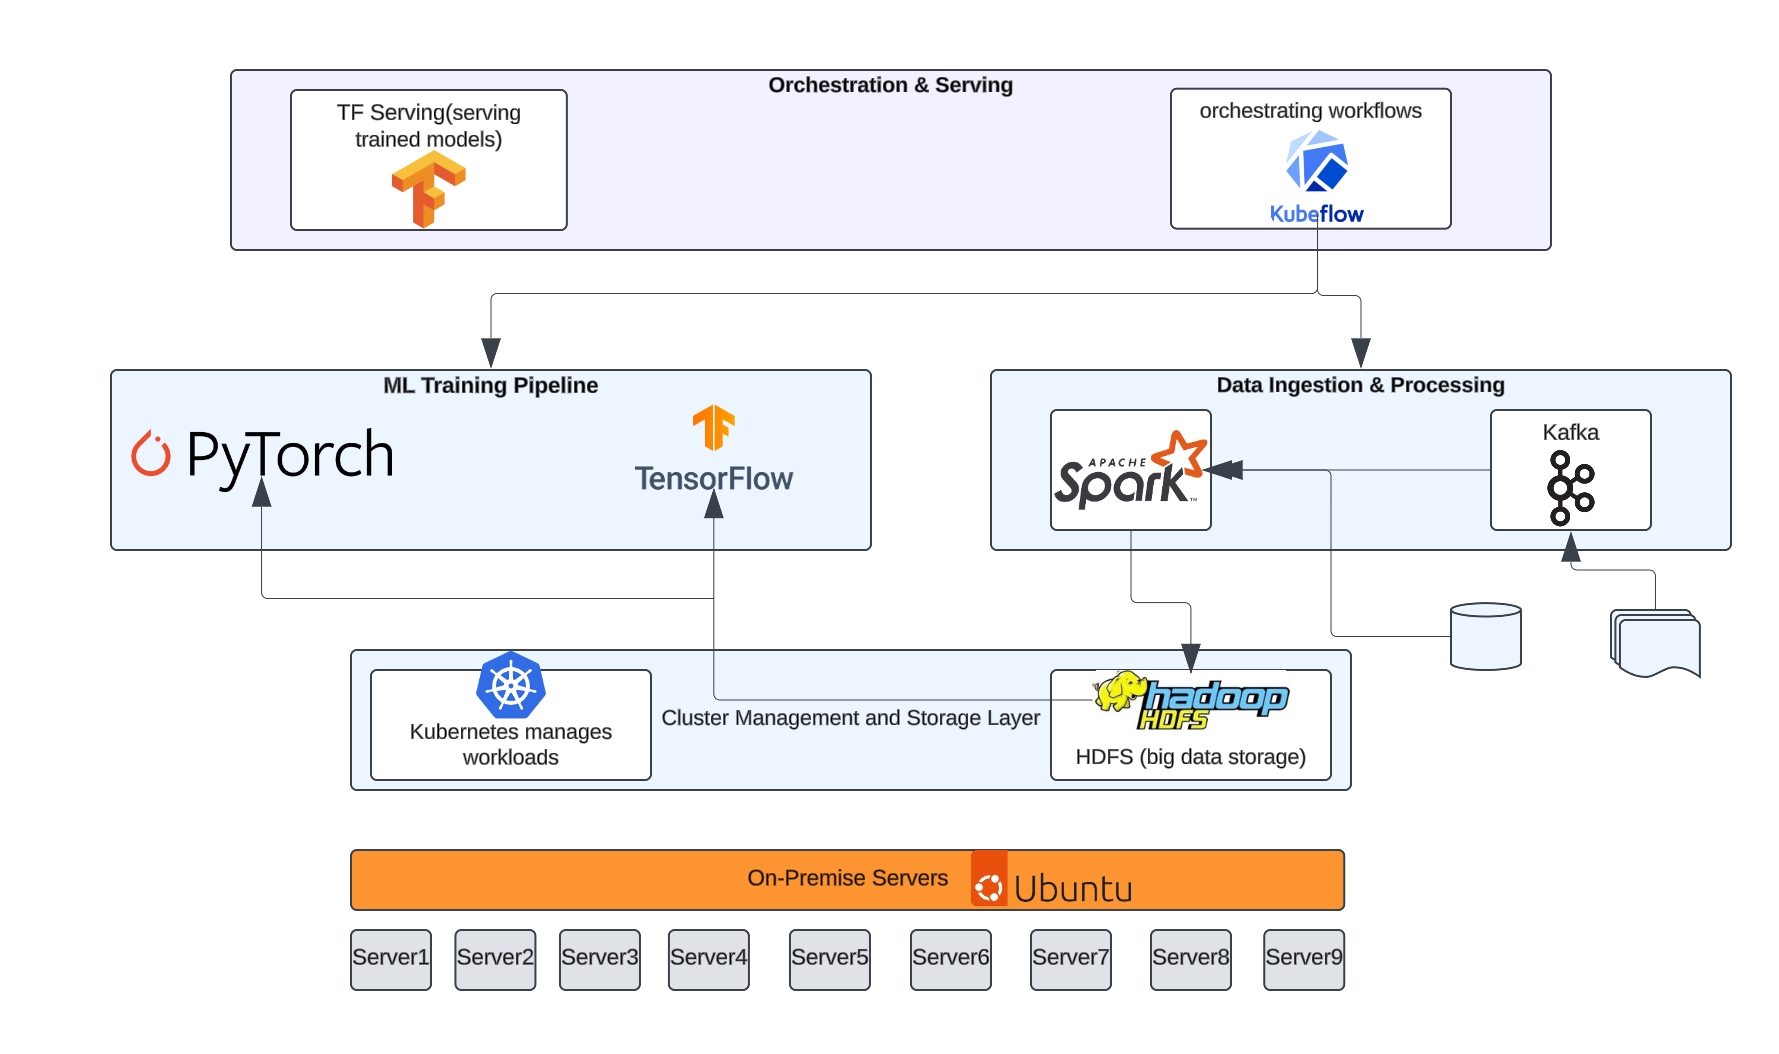 Orchestration & Serving
TF Serving(serving
trained models)
orchestrating workflows
Kubeflow
ML Training Pipeline
PyTorch
TensorFlow
Data Ingestion & Processing
APACHE
Spark
TM
Kafka
Kubernetes manages
workloads
Cluster Management and Storage Layer
hadoop
HDFS
HDFS (big data storage)
On-Premise Servers
Ubuntu
Server1
Server2
Server3
Server4
Server5
Server6
Server7
Server8
Server9